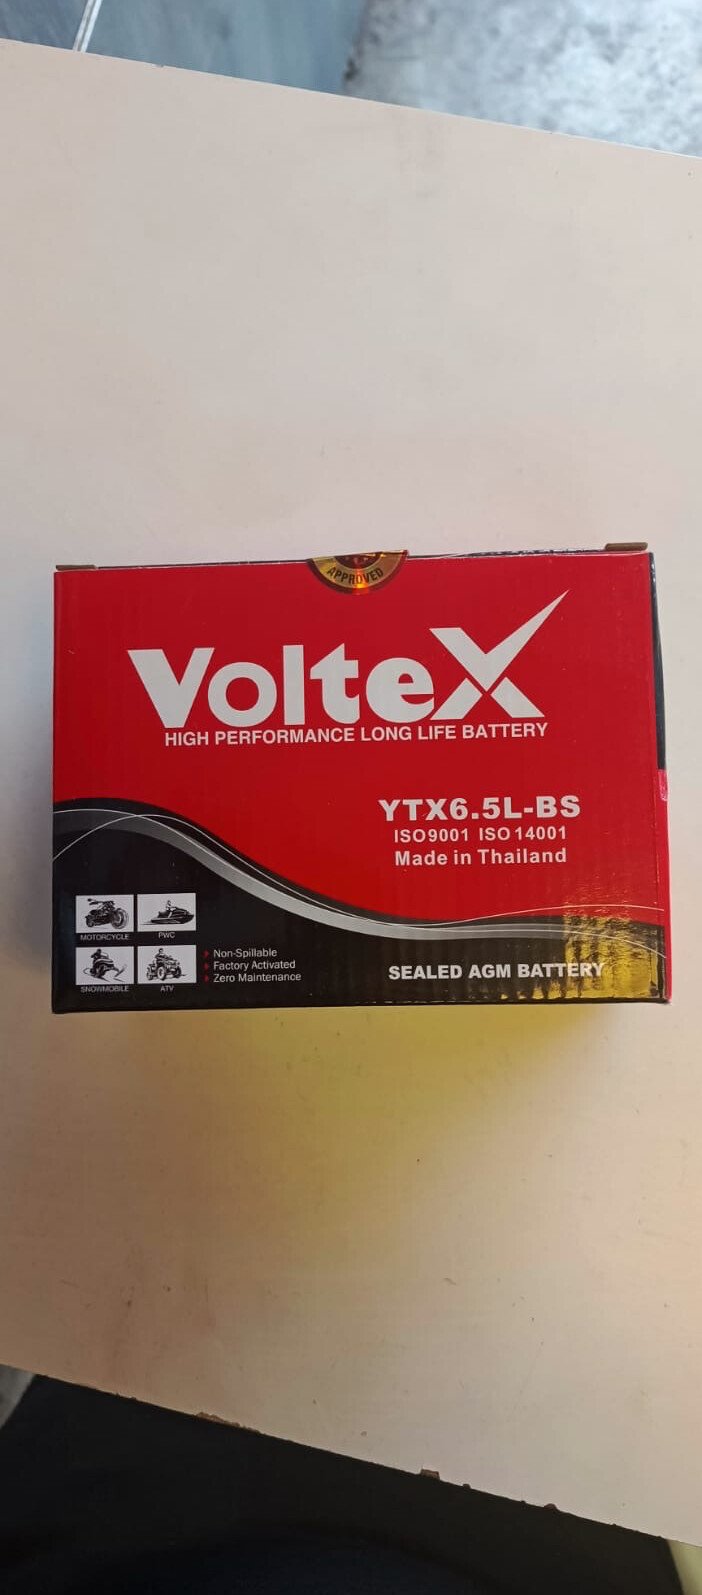 APPROVED
VolteX
HIGH PERFORMANCE LONG LIFE BATTERY
YTX6.5L-BS
ISO9001 ISO14001
Made in Thailand
MOTORCYCLE
PWC
SNOWMOBILE
ATV
Non-Spillable
Factory Activated
Zero Maintenance
SEALED AGM BATTERY